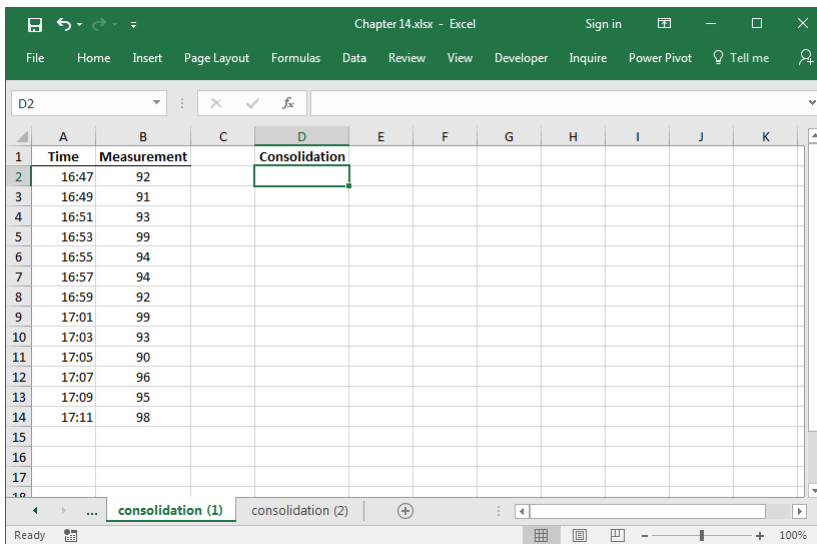 Chapter 14.xlsx - Excel Sign in
File Home Insert Page Layout Formulas Data Review View Developer Inquire Power Pivot Tell me
D2 fx
A B C D E F G H I J K
1 Time Measurement Consolidation
2 16:47 92
3 16:49 91
4 16:51 93
5 16:53 99
6 16:55 94
7 16:57 94
8 16:59 92
9 17:01 99
10 17:03 93
11 17:05 90
12 17:07 96
13 17:09 95
14 17:11 98
15
16
17
18
... consolidation (1) consolidation (2)
Ready 100%